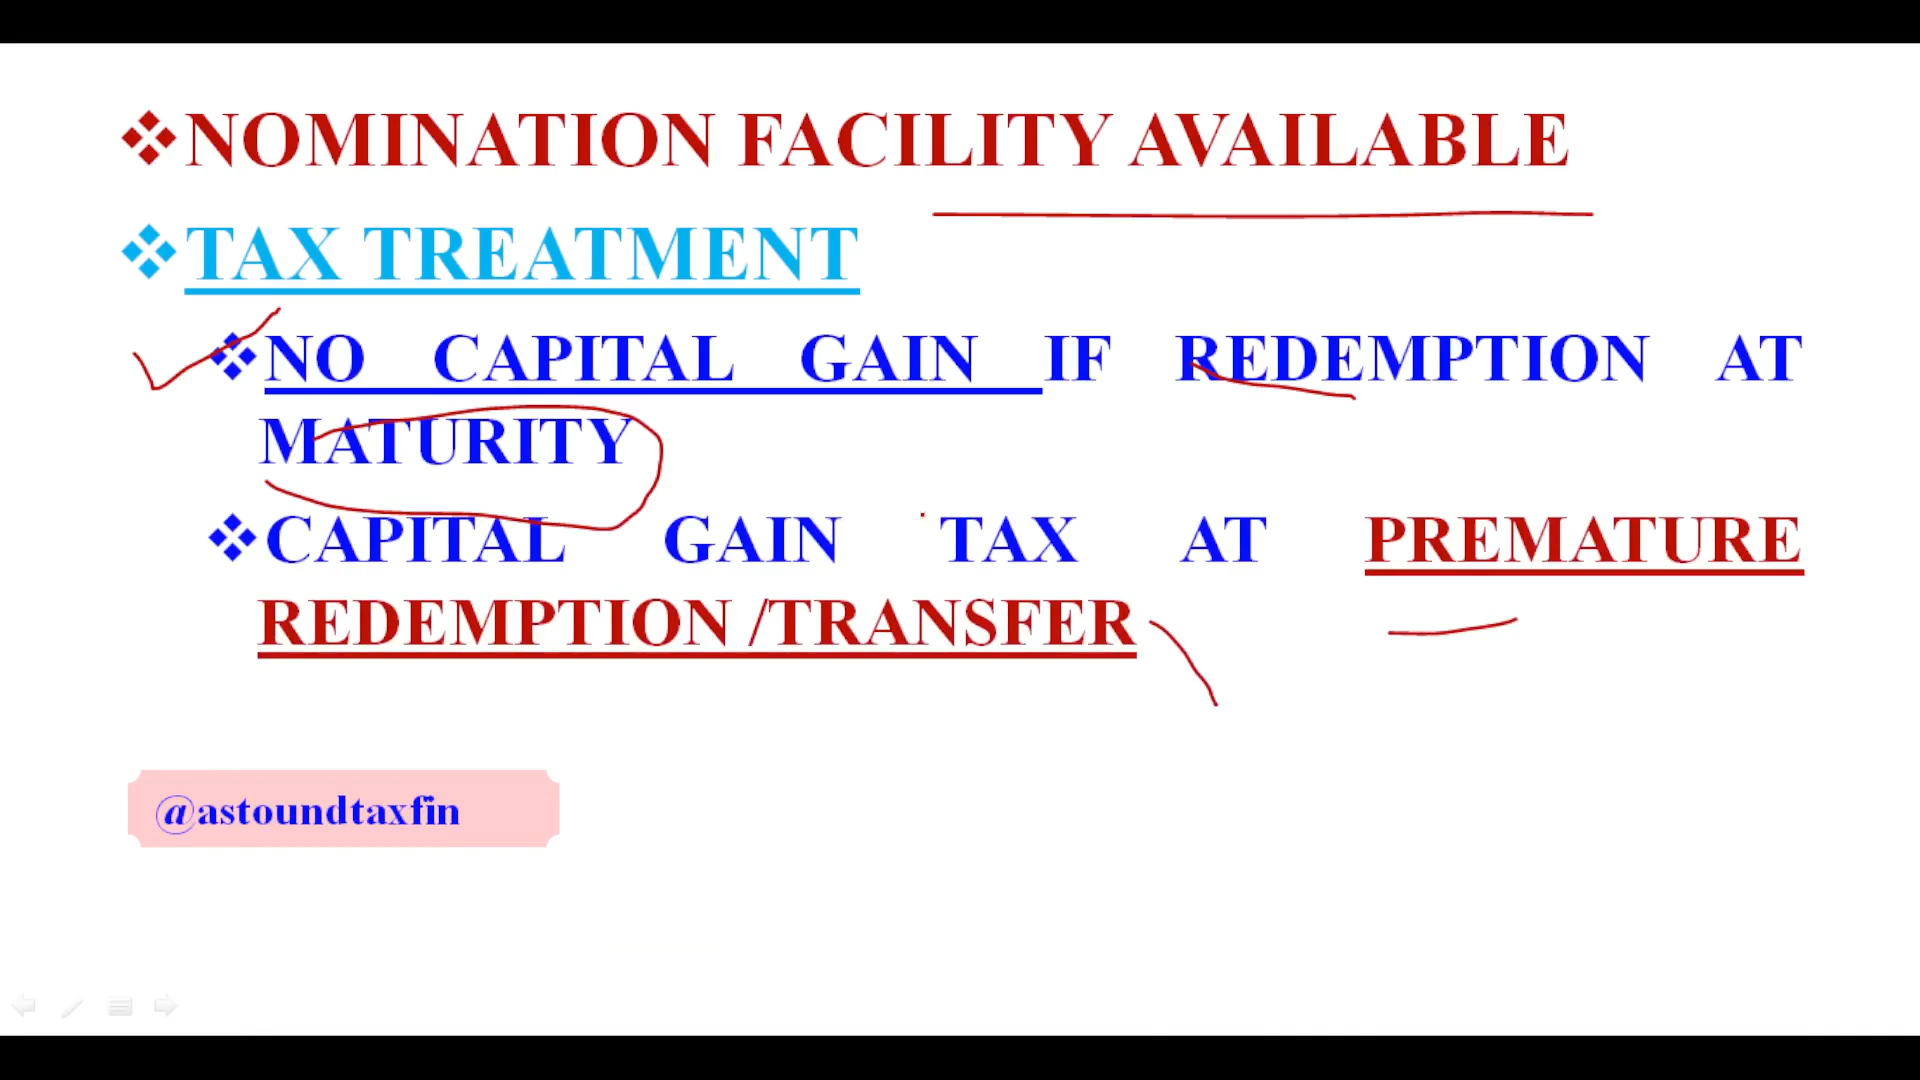 NOMINATION FACILITY AVAILABLE
TAX TREATMENT
NO CAPITAL GAIN IF REDEMPTION AT
MATURITY
CAPITAL GAIN TAX AT PREMATURE
REDEMPTION /TRANSFER
@astoundtaxfin